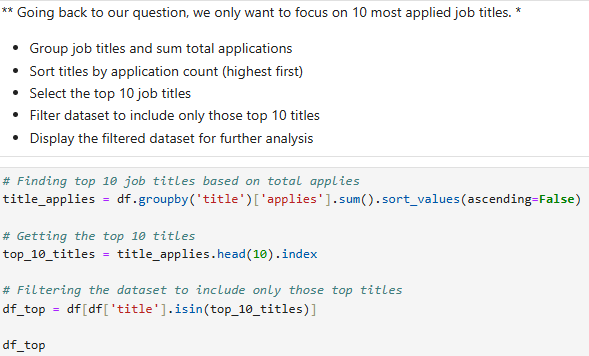 ** Going back to our question, we only want to focus on 10 most applied job titles. *
• Group job titles and sum total applications
• Sort titles by application count (highest first)
• Select the top 10 job titles
• Filter dataset to include only those top 10 titles
• Display the filtered dataset for further analysis
# Finding top 10 job titles based on total applies
title_applies = df.groupby('title')['applies'].sum().sort_values(ascending=False)
# Getting the top 10 titles
top_10_titles = title_applies.head(10).index
# Filtering the dataset to include only those top titles
df_top = df[df['title'].isin(top_10_titles)]
df_top